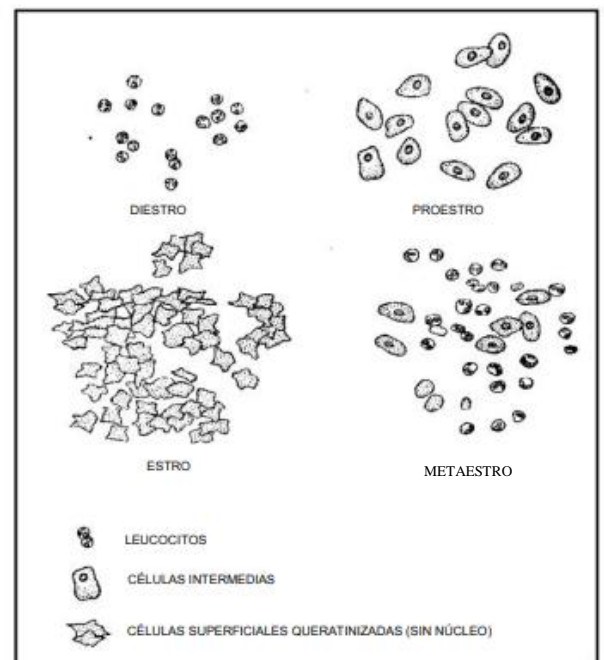 DIESTRO
PROESTRO
ESTRO
METAESTRO
LEUCOCITOS
CÉLULAS INTERMEDIAS
CÉLULAS SUPERFICIALES QUERATINIZADAS (SIN NÚCLEO)